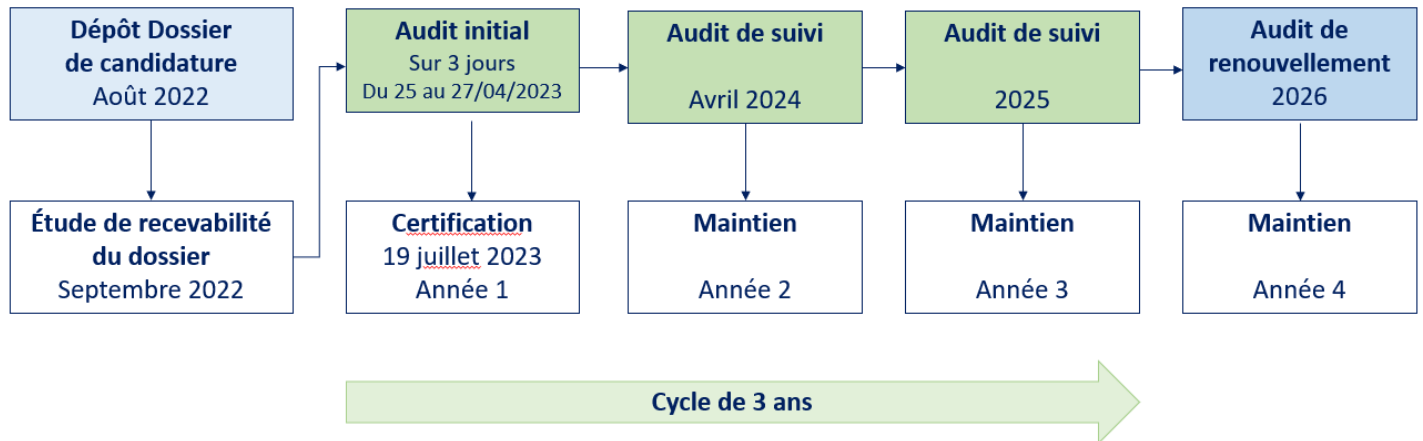 Dépôt Dossier
de candidature
Août 2022
Étude de recevabilité
du dossier
Septembre 2022
Audit initial
Sur 3 jours
Du 25 au 27/04/2023
Certification
19 juillet 2023
Année 1
Audit de suivi
Avril 2024
Maintien
Année 2
Audit de suivi
2025
Maintien
Année 3
Audit de
renouvellement
2026
Maintien
Année 4
Cycle de 3 ans